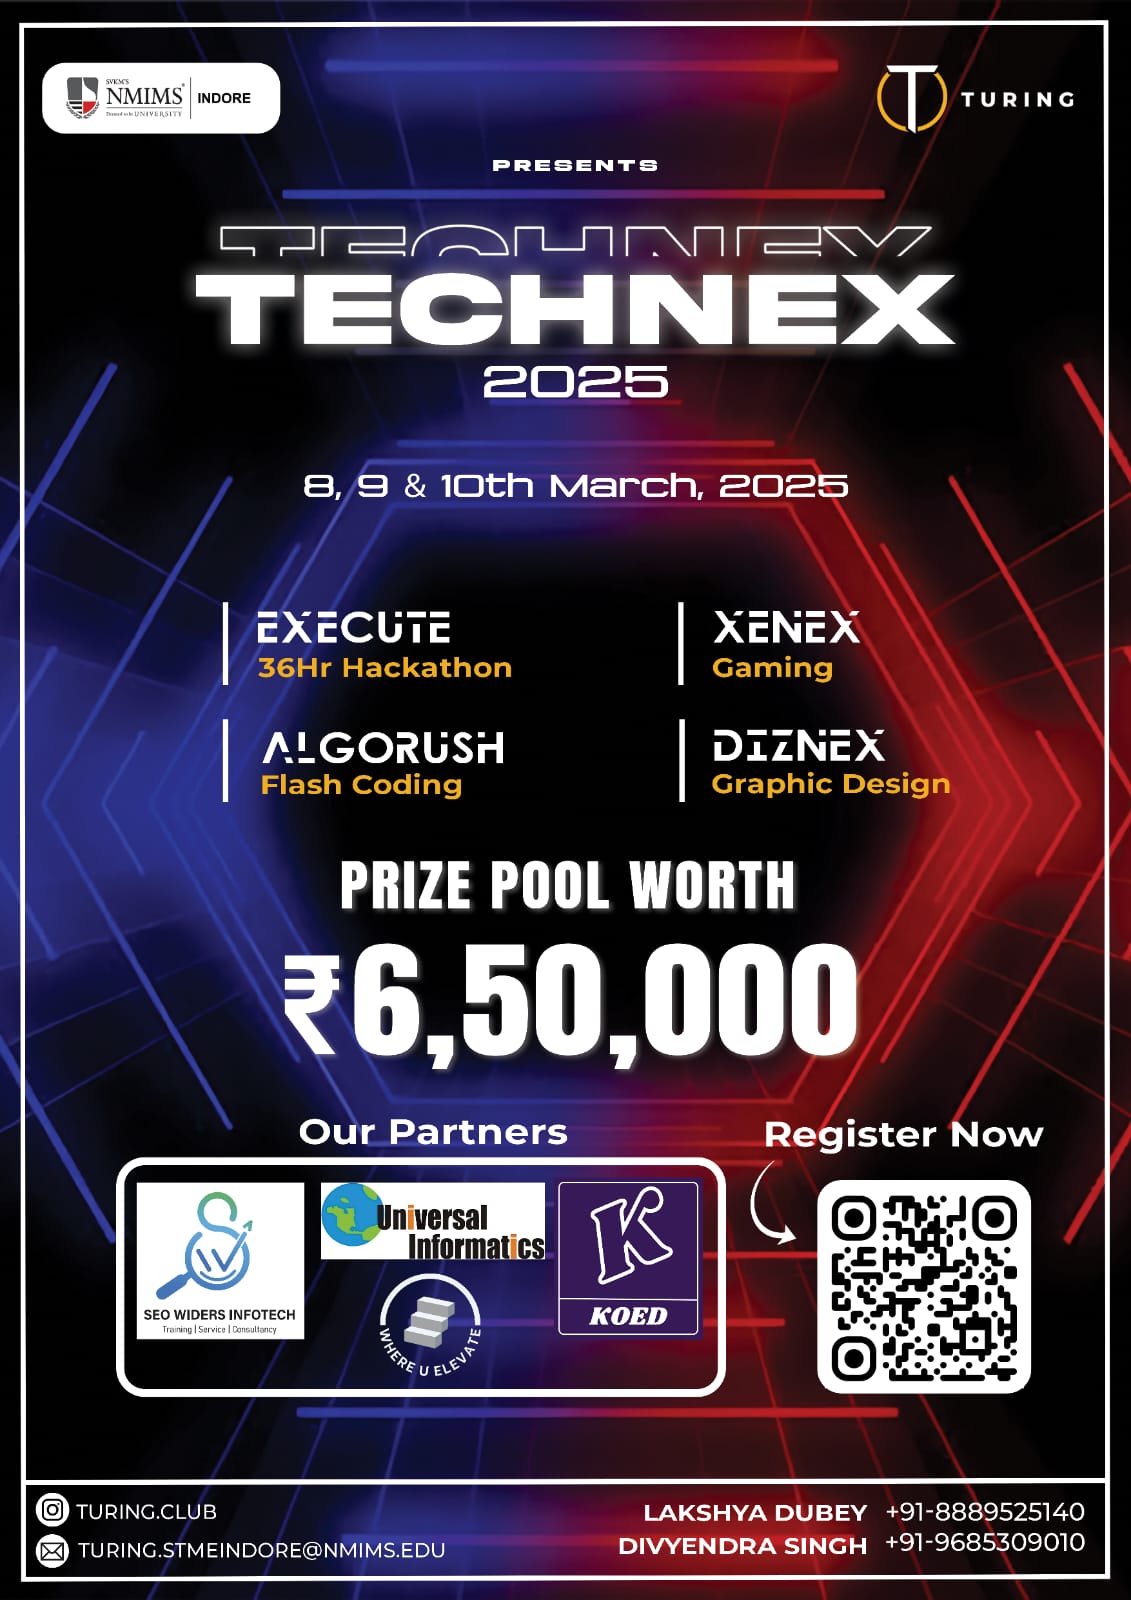 SVKM'S
NMIMS
Deemed to be UNIVERSITY
INDORE
TURING
PRESENTS
TECHNEX
TECHNEX
2025
8, 9 & 10th March, 2025
EXECUTE
36Hr Hackathon
XENEX
Gaming
ALGORUSH
Flash Coding
DIZNEX
Graphic Design
PRIZE POOL WORTH
₹6,50,000
Our Partners
Register Now
SEO WIDERS INFOTECH
Training | Service | Consultancy
Universal
Informatics
WHERE U ELEVATE
K
KOED
TURING.CLUB
TURING.STMEINDORE@NMIMS.EDU
LAKSHYA DUBEY +91-8889525140
DIVYENDRA SINGH +91-9685309010